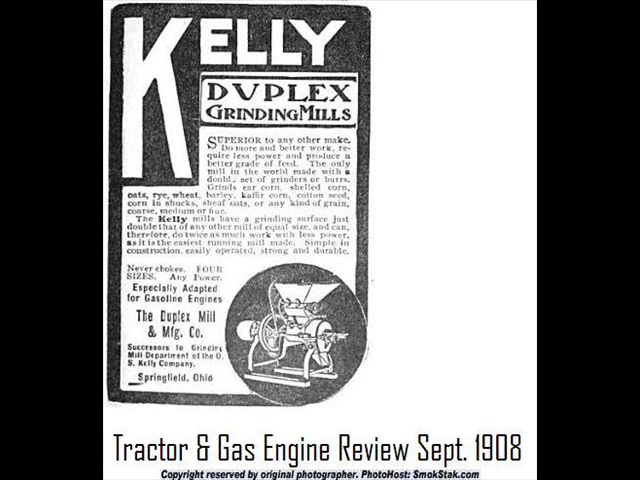 KELLY
DUPLEX
GRINDING MILLS
SUPERIOR to any other make.
Do more and better work, re-
quire less power and produce a
better grade of feed. The only
mill in the world made with a
double set of grinders or burrs.
Grinds ear corn, shelled corn,
oats, rye, wheat, barley, kaffir corn, cotton seed,
corn in shucks, sheaf oats, or any kind of grain,
coarse, medium or fine.
The Kelly mills have a grinding surface just
double that of any other mill of equal size, and can,
therefore, do twice as much work with less power,
as it is the easiest running mill made. Simple in
construction, easily operated, strong and durable.
Never chokes. FOUR
SIZES. Any Power.
Especially Adapted
for Gasoline Engines
The Duplex Mill
& Mfg. Co.
Successors to Grinding
Mill Department of the O.
S. Kelly Company.
Springfield, Ohio
Tractor & Gas Engine Review Sept. 1908
Copyright reserved by original photographer. PhotoHost: SmokStak.com